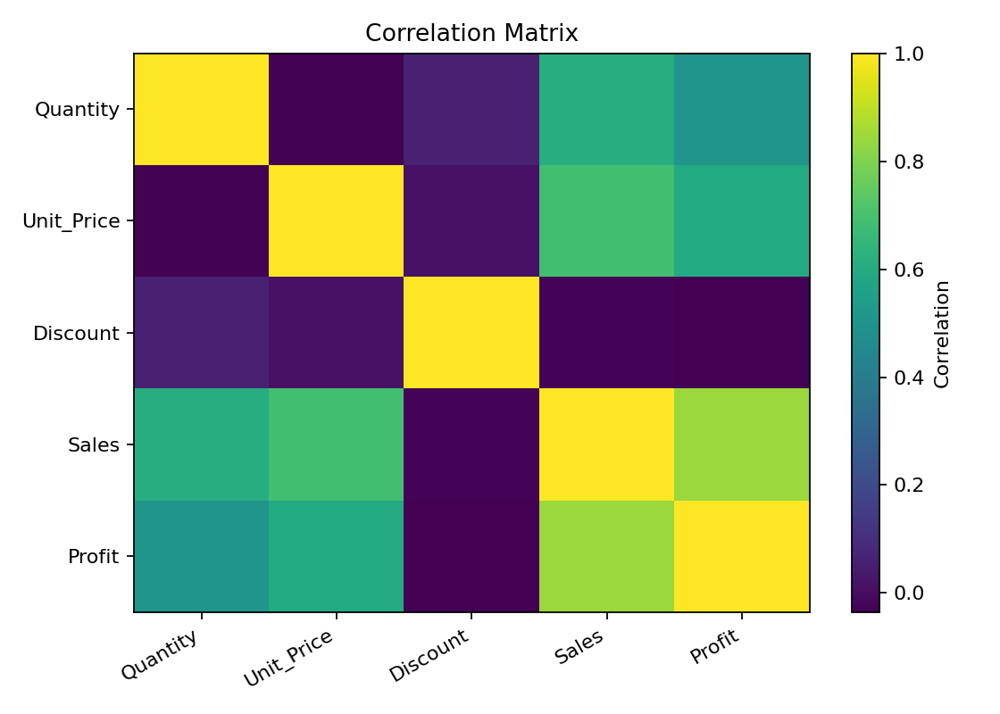 Correlation Matrix
Quantity
Unit_Price
Discount
Sales
Profit
Quantity
Unit_Price
Discount
Sales
Profit
1.0
0.8
0.6
0.4
0.2
0.0
Correlation